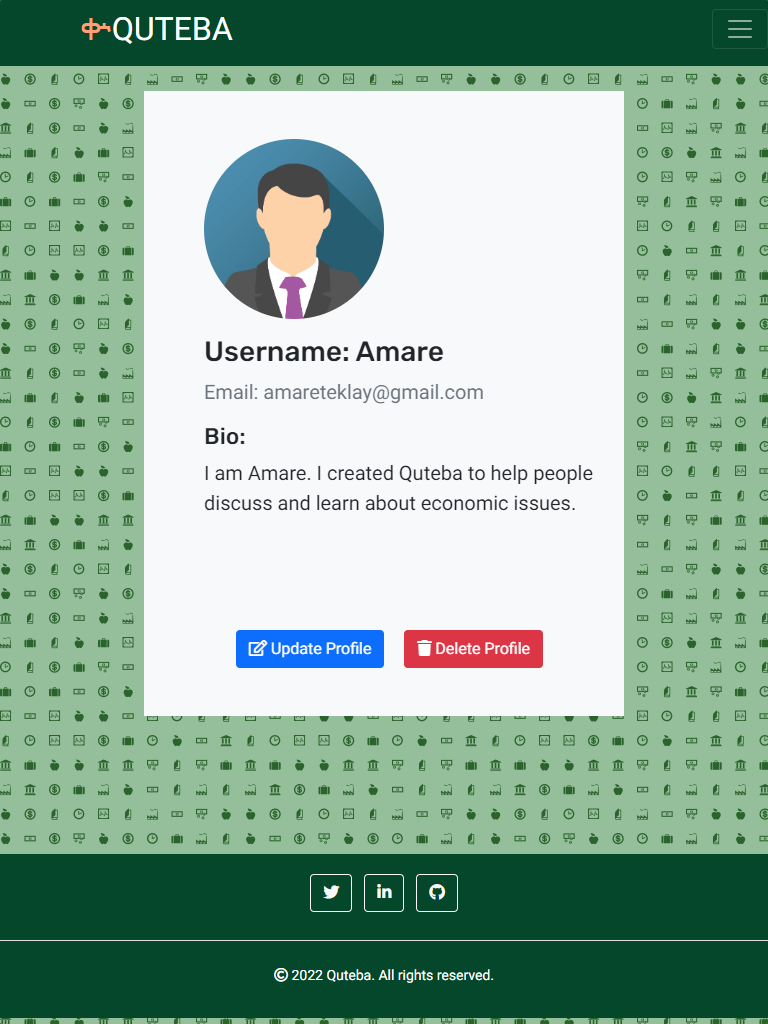 ቁQUTEBA
Username: Amare
Email: amareteklay@gmail.com
Bio:
I am Amare. I created Quteba to help people
discuss and learn about economic issues.
Update Profile
Delete Profile
© 2022 Quteba. All rights reserved.